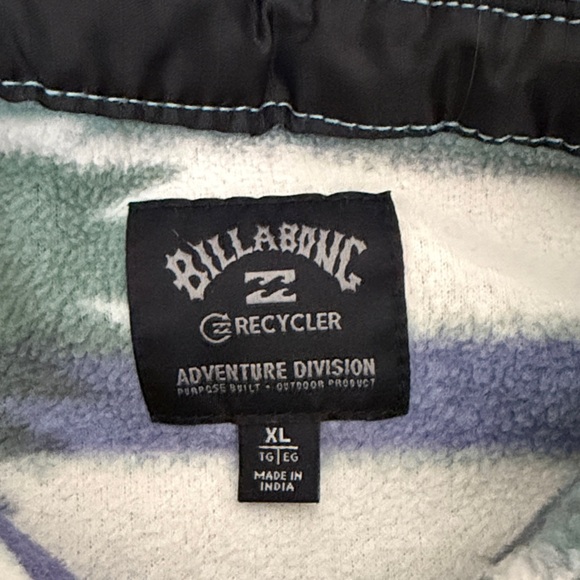 BILLABONG
RECYCLER
ADVENTURE DIVISION
PURPOSE BUILT • OUTDOOR PRODUCT
XL
TG | EG
MADE IN
INDIA